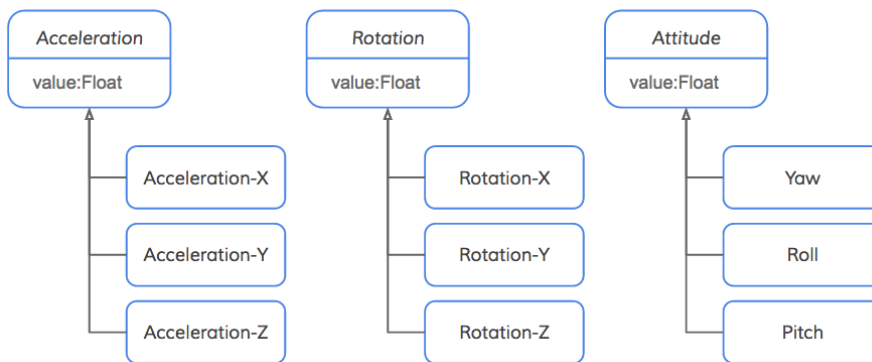 Acceleration
value:Float
Acceleration-X
Acceleration-Y
Acceleration-Z
Rotation
value:Float
Rotation-X
Rotation-Y
Rotation-Z
Attitude
value:Float
Yaw
Roll
Pitch